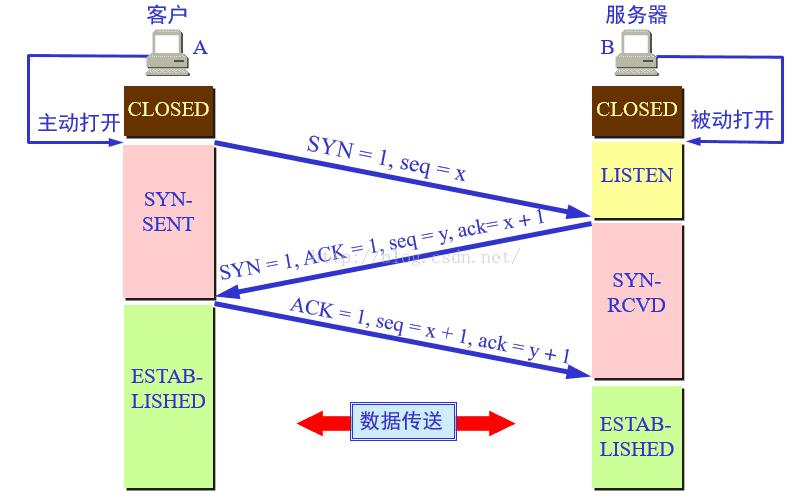 客户
服务器
A
B
CLOSED
CLOSED
主动打开
被动打开
SYN = 1, seq = x
LISTEN
SYN-
SENT
SYN = 1, ACK = 1, seq = y, ack= x + 1
http://blog.csdn.net/
SYN-
RCVD
ACK = 1, seq = x + 1, ack = y + 1
ESTAB-
LISHED
数据传送
ESTAB-
LISHED